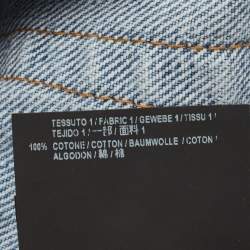 TESSUTO 1 / FABRIC 1 / GEWEBE 1 / TISSU 1 /
TEJIDO 1 / 一部 / 面料 1
100% COTONE / COTTON / BAUMWOLLE / COTON /
ALGODON / 綿 / 棉